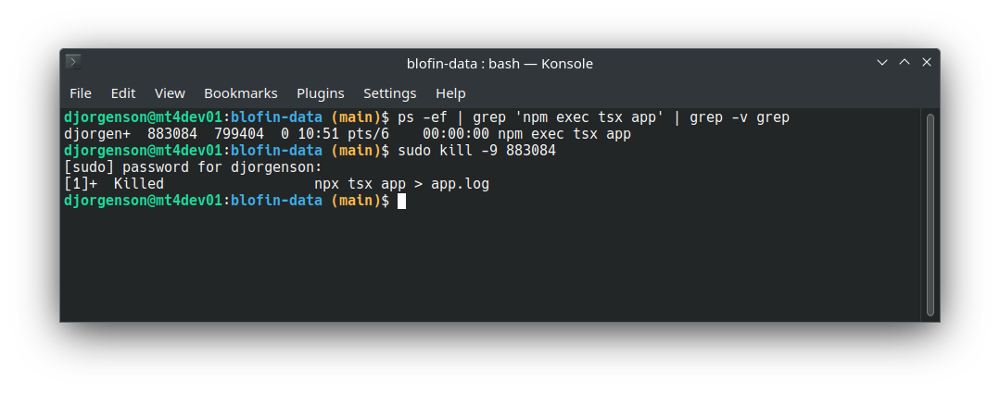 blofin-data : bash — Konsole
File Edit View Bookmarks Plugins Settings Help
djorgenson@mt4dev01:blofin-data (main)$ ps -ef | grep 'npm exec tsx app' | grep -v grep
djorgen+  883084  799404  0 10:51 pts/6    00:00:00 npm exec tsx app
djorgenson@mt4dev01:blofin-data (main)$ sudo kill -9 883084
[sudo] password for djorgenson:
[1]+  Killed                  npx tsx app > app.log
djorgenson@mt4dev01:blofin-data (main)$